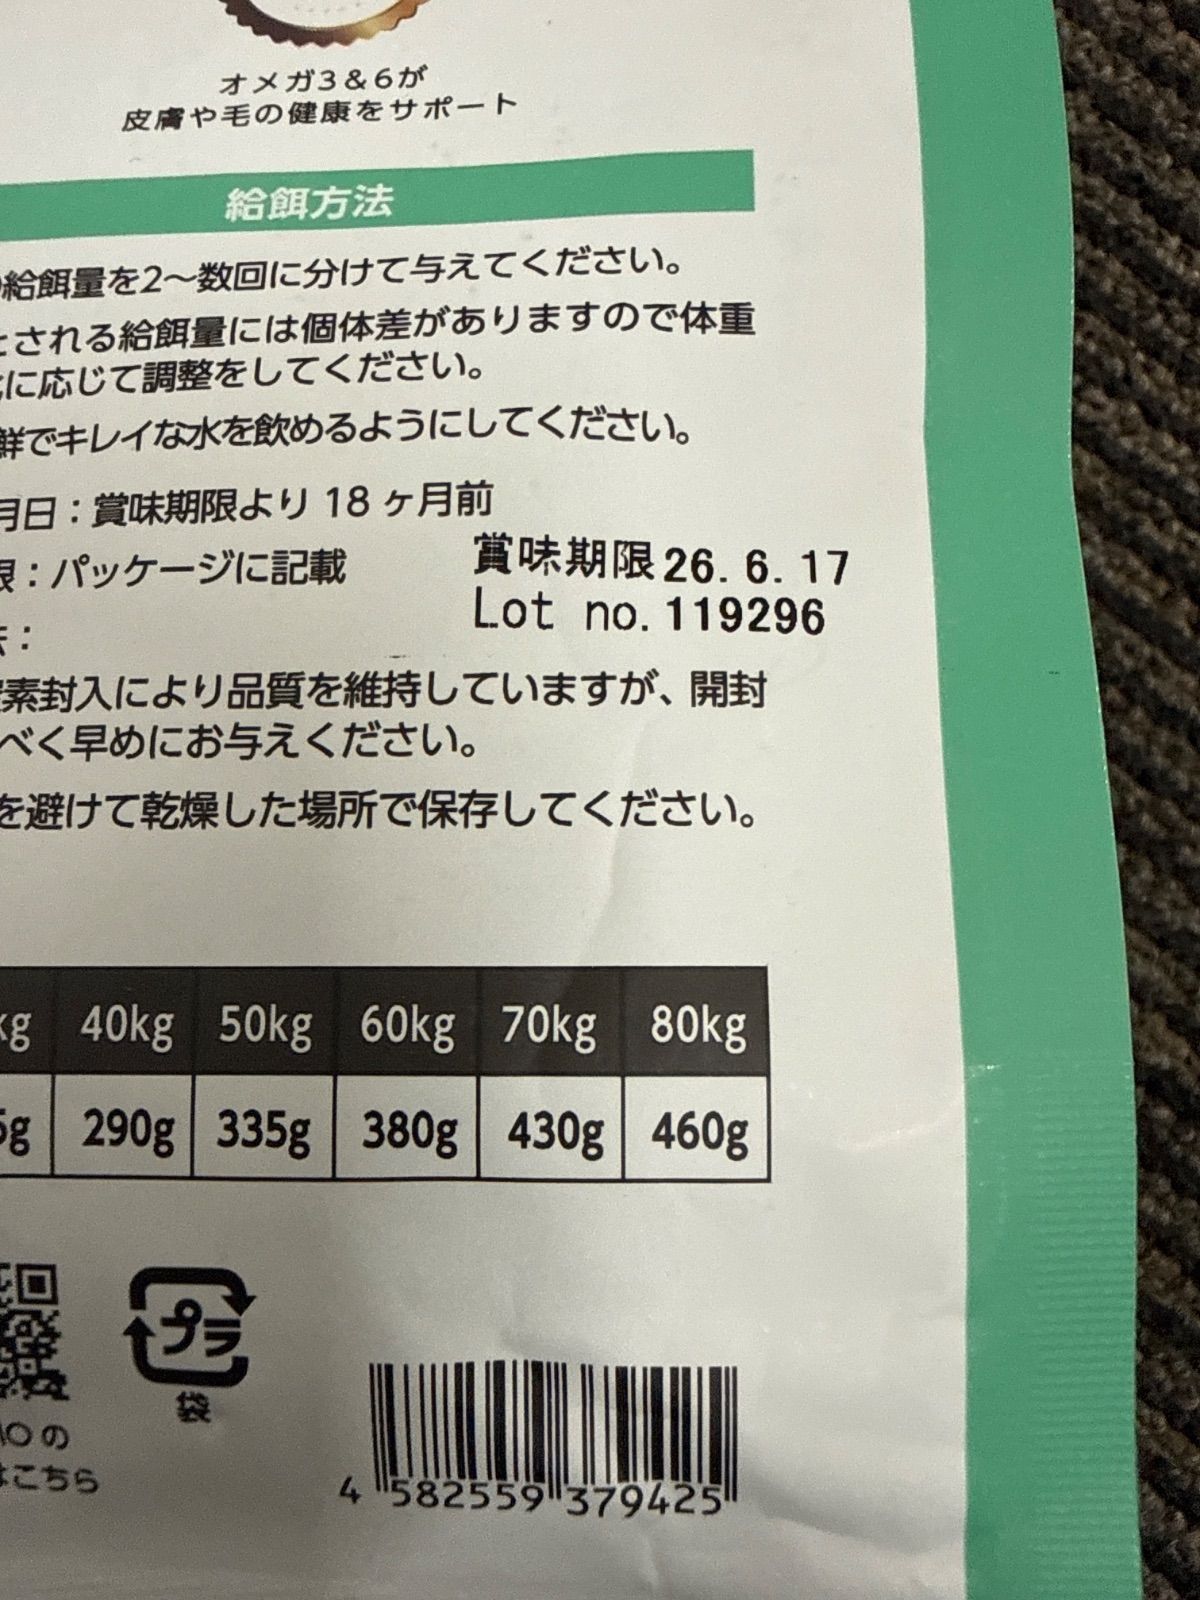 オメガ3&6が
皮膚や毛の健康をサポート
給餌方法
給餌量を2〜数回に分けて与えてください。
とされる給餌量には個体差がありますので体重
に応じて調整をしてください。
鮮でキレイな水を飲めるようにしてください。
月日：賞味期限より 18 ヶ月前
限：パッケージに記載
賞味期限 26.6.17
Lot no. 119296
素封入により品質を維持していますが、開封
べく早めにお与えください。
を避けて乾燥した場所で保存してください。
kg 40kg 50kg 60kg 70kg 80kg
5g 290g 335g 380g 430g 460g
プラ
袋
の
はこちら
4 582559 379425